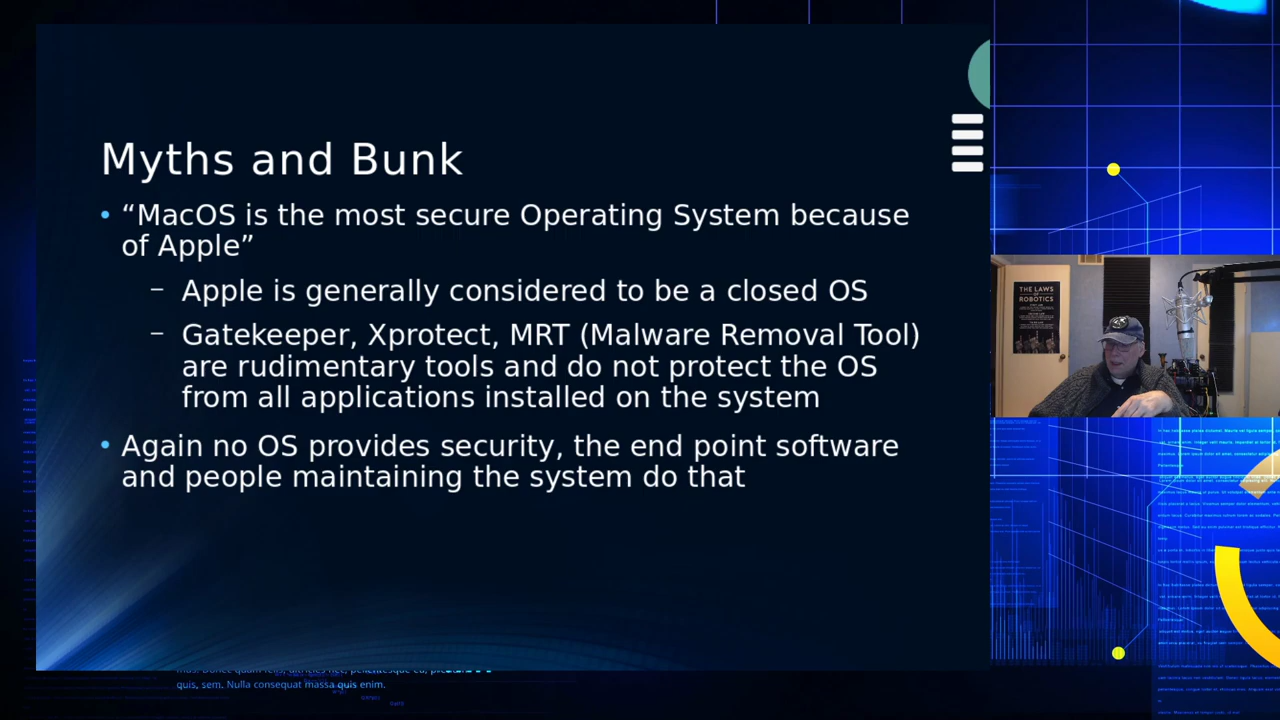 Myths and Bunk
• “MacOS is the most secure Operating System because
of Apple”
– Apple is generally considered to be a closed OS
– Gatekeeper, Xprotect, MRT (Malware Removal Tool)
are rudimentary tools and do not protect the OS
from all applications installed on the system
• Again no OS provides security, the end point software
and people maintaining the system do that
THE LAWS
OF
ROBOTICS
quis, sem. Nulla consequat massa quis enim.